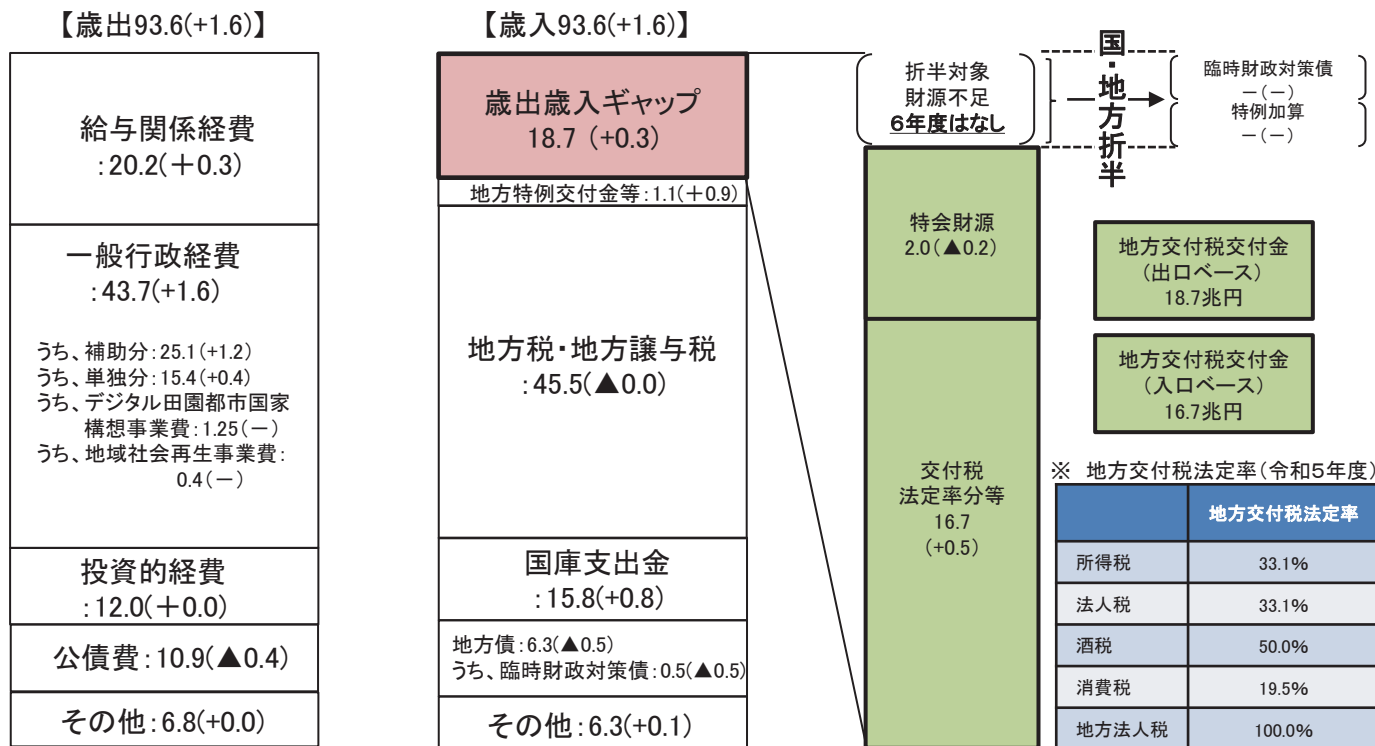 【歳出93.6(+1.6)】
給与関係経費
:20.2(+0.3)
一般行政経費
:43.7(+1.6)
うち、補助分:25.1(+1.2)
うち、単独分:15.4(+0.4)
うち、デジタル田園都市国家
構想事業費:1.25(-)
うち、地域社会再生事業費:
0.4(-)
投資的経費
:12.0(+0.0)
公債費:10.9(▲0.4)
その他:6.8(+0.0)
【歳入93.6(+1.6)】
歳出歳入ギャップ
18.7 (+0.3)
地方特例交付金等:1.1(+0.9)
地方税・地方譲与税
:45.5(▲0.0)
国庫支出金
:15.8(+0.8)
地方債:6.3(▲0.5)
うち、臨時財政対策債:0.5(▲0.5)
その他:6.3(+0.1)
折半対象
財源不足
6年度はなし
特会財源
2.0(▲0.2)
交付税
法定率分等
16.7
(+0.5)
国・地方折半
臨時財政対策債
-(-)
特例加算
-(-)
地方交付税交付金
(出口ベース)
18.7兆円
地方交付税交付金
(入口ベース)
16.7兆円
※ 地方交付税法定率(令和5年度)
地方交付税法定率
所得税 33.1%
法人税 33.1%
酒税 50.0%
消費税 19.5%
地方法人税 100.0%